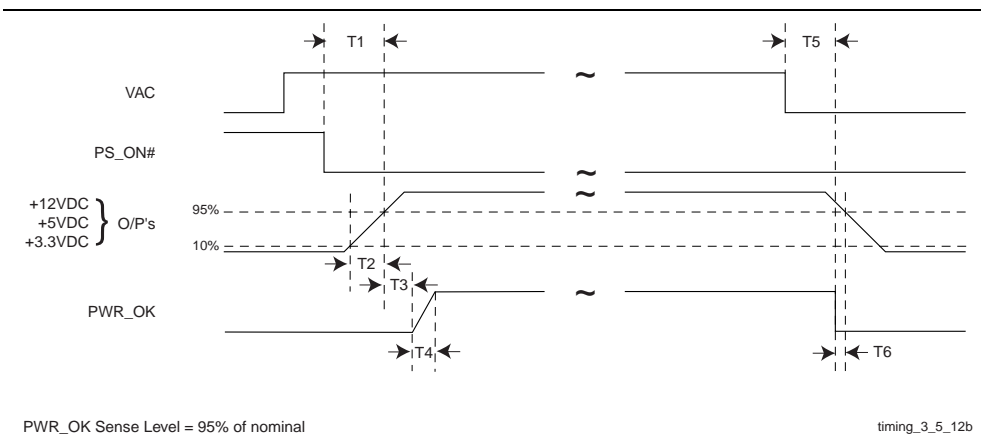 T1
T5
VAC
PS_ON#
+12VDC
+5VDC
+3.3VDC
} O/P's
95%
10%
T2
T3
PWR_OK
T4
T6
PWR_OK Sense Level = 95% of nominal
timing_3_5_12b